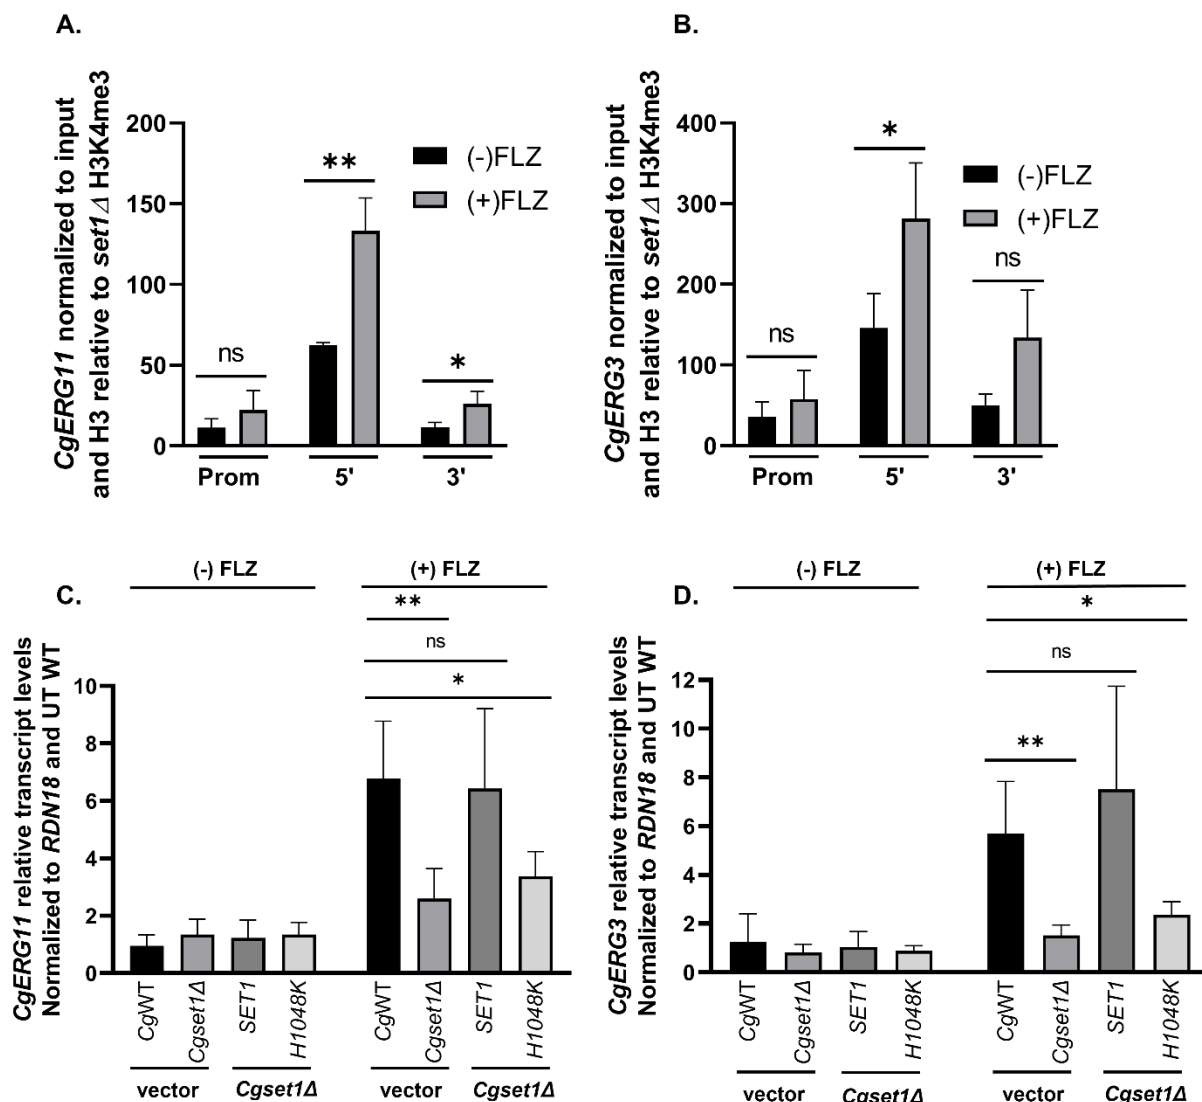 A.
CgERG11 normalized to input
and H3 relative to set1Δ H3K4me3
200
150
100
50
0
(-)FLZ
(+)FLZ
ns
**
*
Prom
5'
3'
B.
CgERG3 normalized to input
and H3 relative to set1Δ H3K4me3
400
300
200
100
0
(-)FLZ
(+)FLZ
ns
*
ns
Prom
5'
3'
C.
(-) FLZ
(+) FLZ
CgERG11 relative transcript levels
Normalized to RDN18 and UT WT
10
8
6
4
2
0
**
ns
*
CgWT
Cgset1Δ
SET1
H1048K
CgWT
Cgset1Δ
SET1
H1048K
vector
Cgset1Δ
vector
Cgset1Δ
D.
(-) FLZ
(+) FLZ
CgERG3 relative transcript levels
Normalized to RDN18 and UT WT
12
10
8
6
4
2
0
*
ns
**
CgWT
Cgset1Δ
SET1
H1048K
CgWT
Cgset1Δ
SET1
H1048K
vector
Cgset1Δ
vector
Cgset1Δ